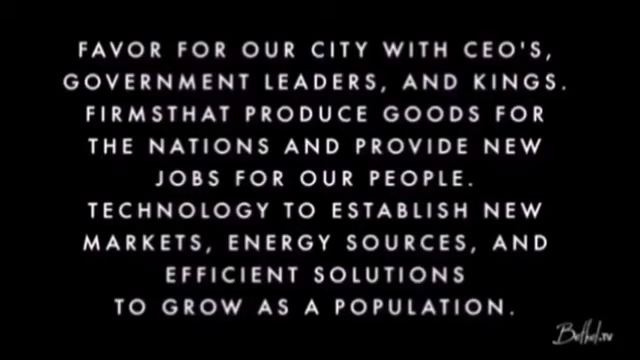 FAVOR FOR OUR CITY WITH CEO'S,
GOVERNMENT LEADERS, AND KINGS.
FIRMSTHAT PRODUCE GOODS FOR
THE NATIONS AND PROVIDE NEW
JOBS FOR OUR PEOPLE.
TECHNOLOGY TO ESTABLISH NEW
MARKETS, ENERGY SOURCES, AND
EFFICIENT SOLUTIONS
TO GROW AS A POPULATION.
Bethel.TV